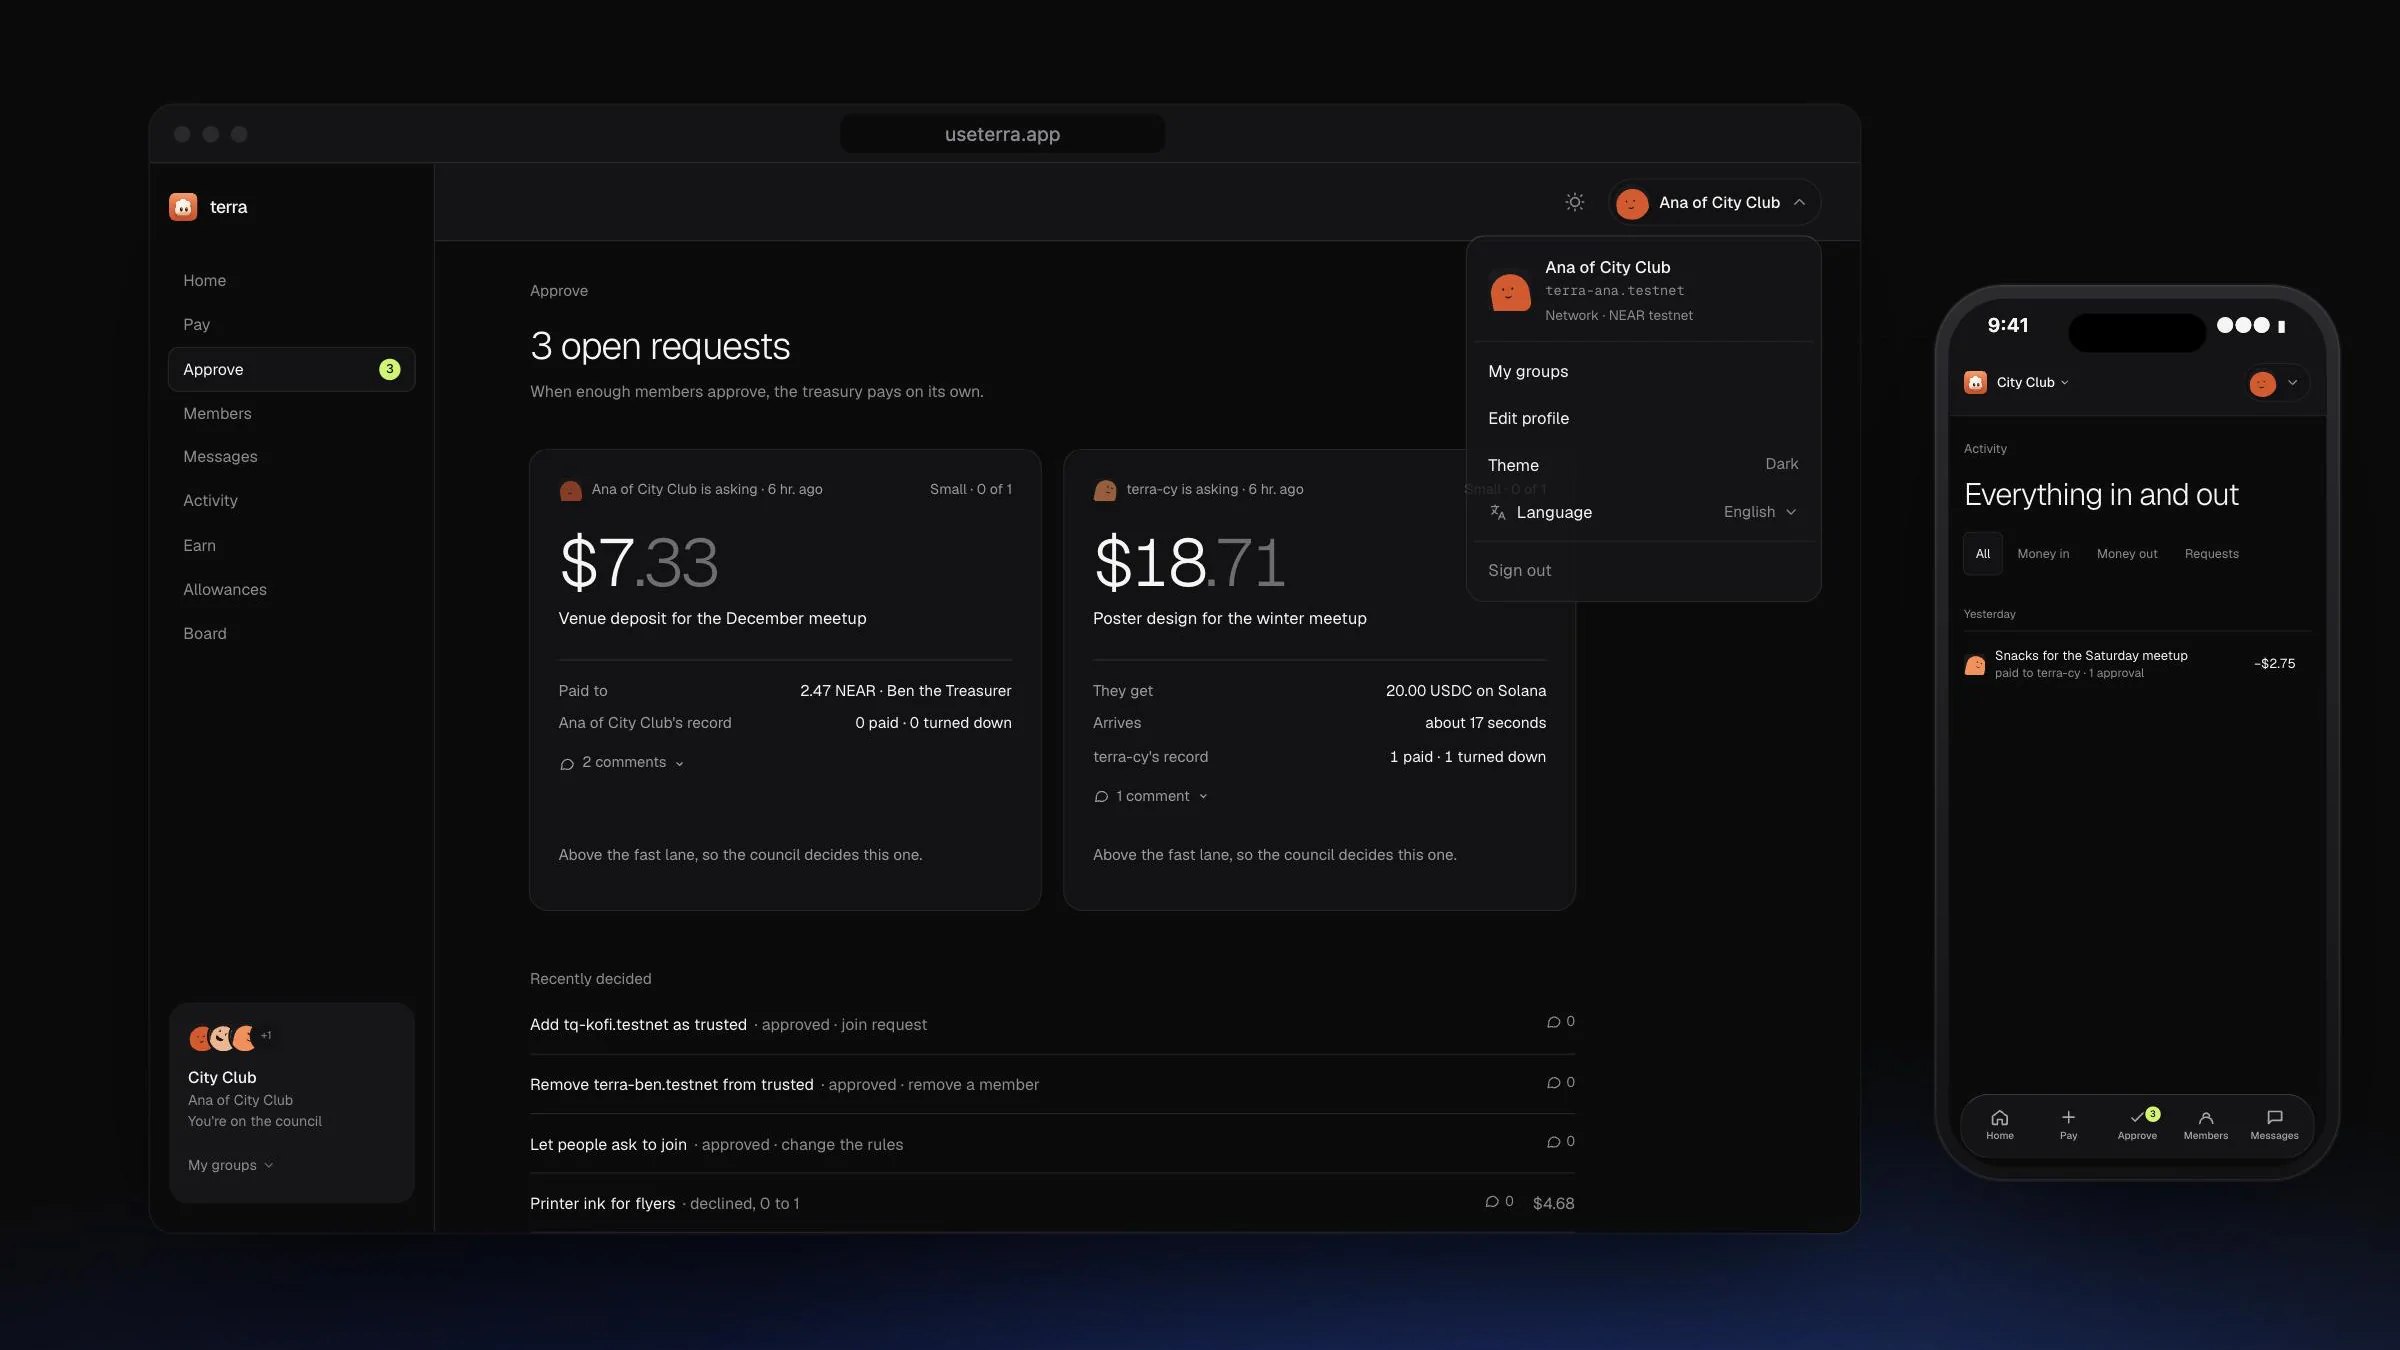 useterra.app
terra
Ana of City Club
Home
Pay
Approve 3
Members
Messages
Activity
Earn
Allowances
Board
+1
City Club
Ana of City Club
You're on the council
My groups
Approve
3 open requests
When enough members approve, the treasury pays on its own.
Ana of City Club is asking · 6 hr. ago Small · 0 of 1
$7.33
Venue deposit for the December meetup
Paid to 2.47 NEAR · Ben the Treasurer
Ana of City Club's record 0 paid · 0 turned down
2 comments
Above the fast lane, so the council decides this one.
terra-cy is asking · 6 hr. ago Small · 0 of 1
$18.71
Poster design for the winter meetup
They get 20.00 USDC on Solana
Arrives about 17 seconds
terra-cy's record 1 paid · 1 turned down
1 comment
Above the fast lane, so the council decides this one.
Recently decided
Add tq-kofi.testnet as trusted · approved · join request 0
Remove terra-ben.testnet from trusted · approved · remove a member 0
Let people ask to join · approved · change the rules 0
Printer ink for flyers · declined, 0 to 1 0 $4.68
Ana of City Club
terra-ana.testnet
Network · NEAR testnet
My groups
Edit profile
Theme Dark
Language English
Sign out
9:41
City Club
Activity
Everything in and out
All Money in Money out Requests
Yesterday
Snacks for the Saturday meetup
paid to terra-cy · 1 approval
−$2.75
3
Home Pay Approve Members Messages